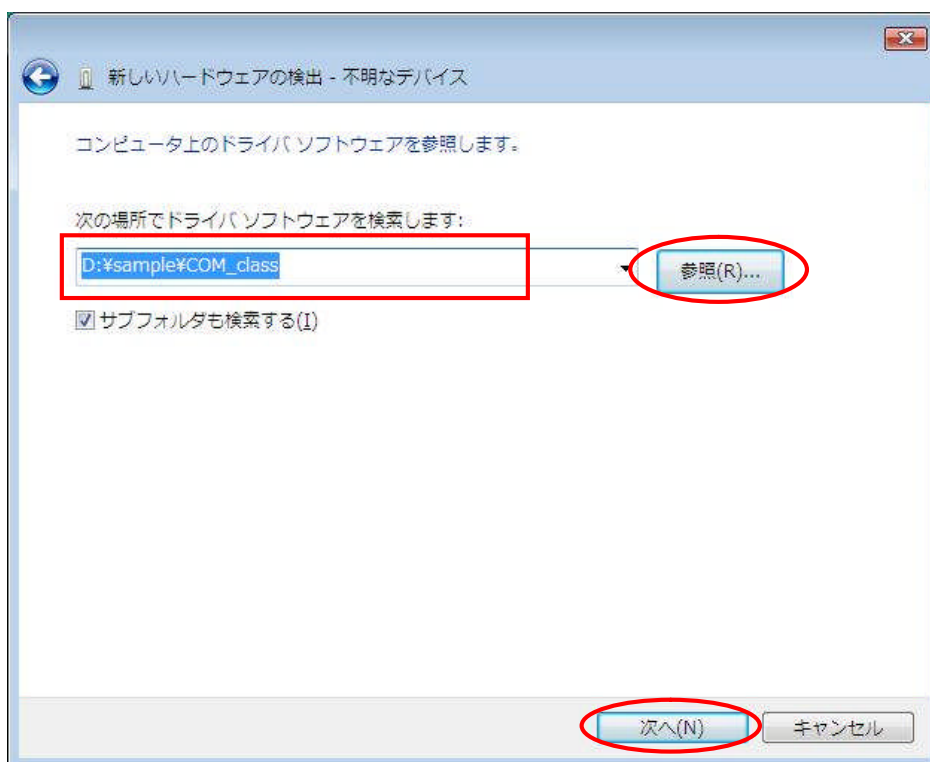 新しいハードウェアの検出 - 不明なデバイス
コンピュータ上のドライバ ソフトウェアを参照します。
次の場所でドライバ ソフトウェアを検索します:
D:¥sample¥COM_class
参照(R)...
サブフォルダも検索する(I)
次へ(N)
キャンセル